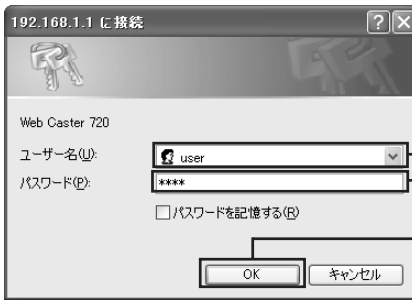 192.168.1.1 に接続
Web Caster 720
ユーザー名(U):
user
パスワード(P):
****
パスワードを記憶する(R)
OK
キャンセル